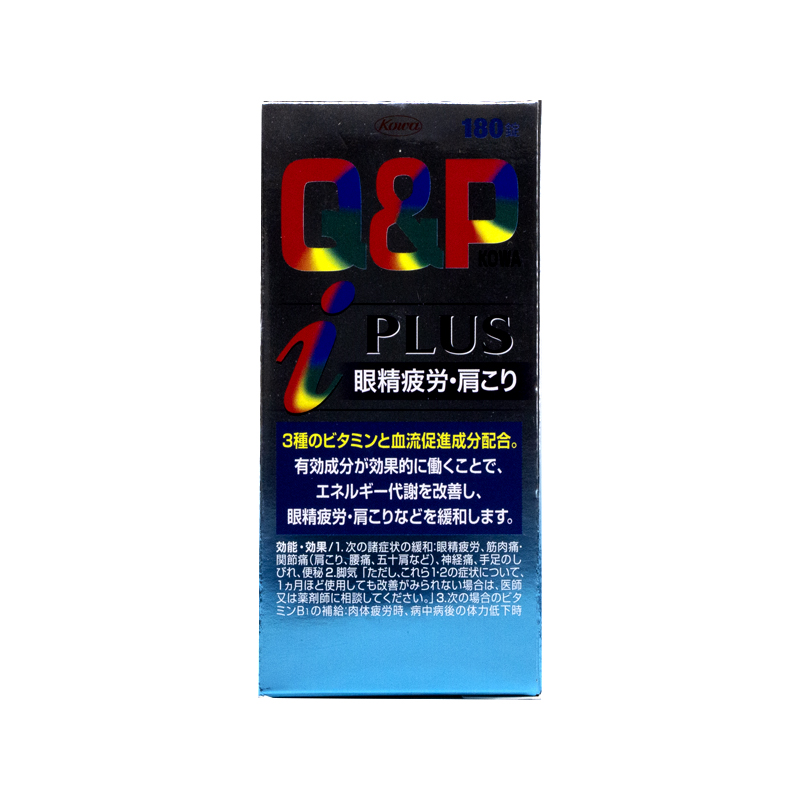 Kowa
180錠
Q&P
KOWA
i PLUS
眼精疲労・肩こり
3種のビタミンと血流促進成分配合。
有効成分が効果的に働くことで、
エネルギー代謝を改善し、
眼精疲労・肩こりなどを緩和します。
効能・効果/1.次の諸症状の緩和:眼精疲労、筋肉痛・
関節痛(肩こり、腰痛、五十肩など)、神経痛、手足のし
びれ、便秘 2.脚気「ただし、これら1・2の症状について、
1ヵ月ほど使用しても改善がみられない場合は、医師
又は薬剤師に相談してください。」3.次の場合のビタ
ミンB1の補給:肉体疲労時、病中病後の体力低下時